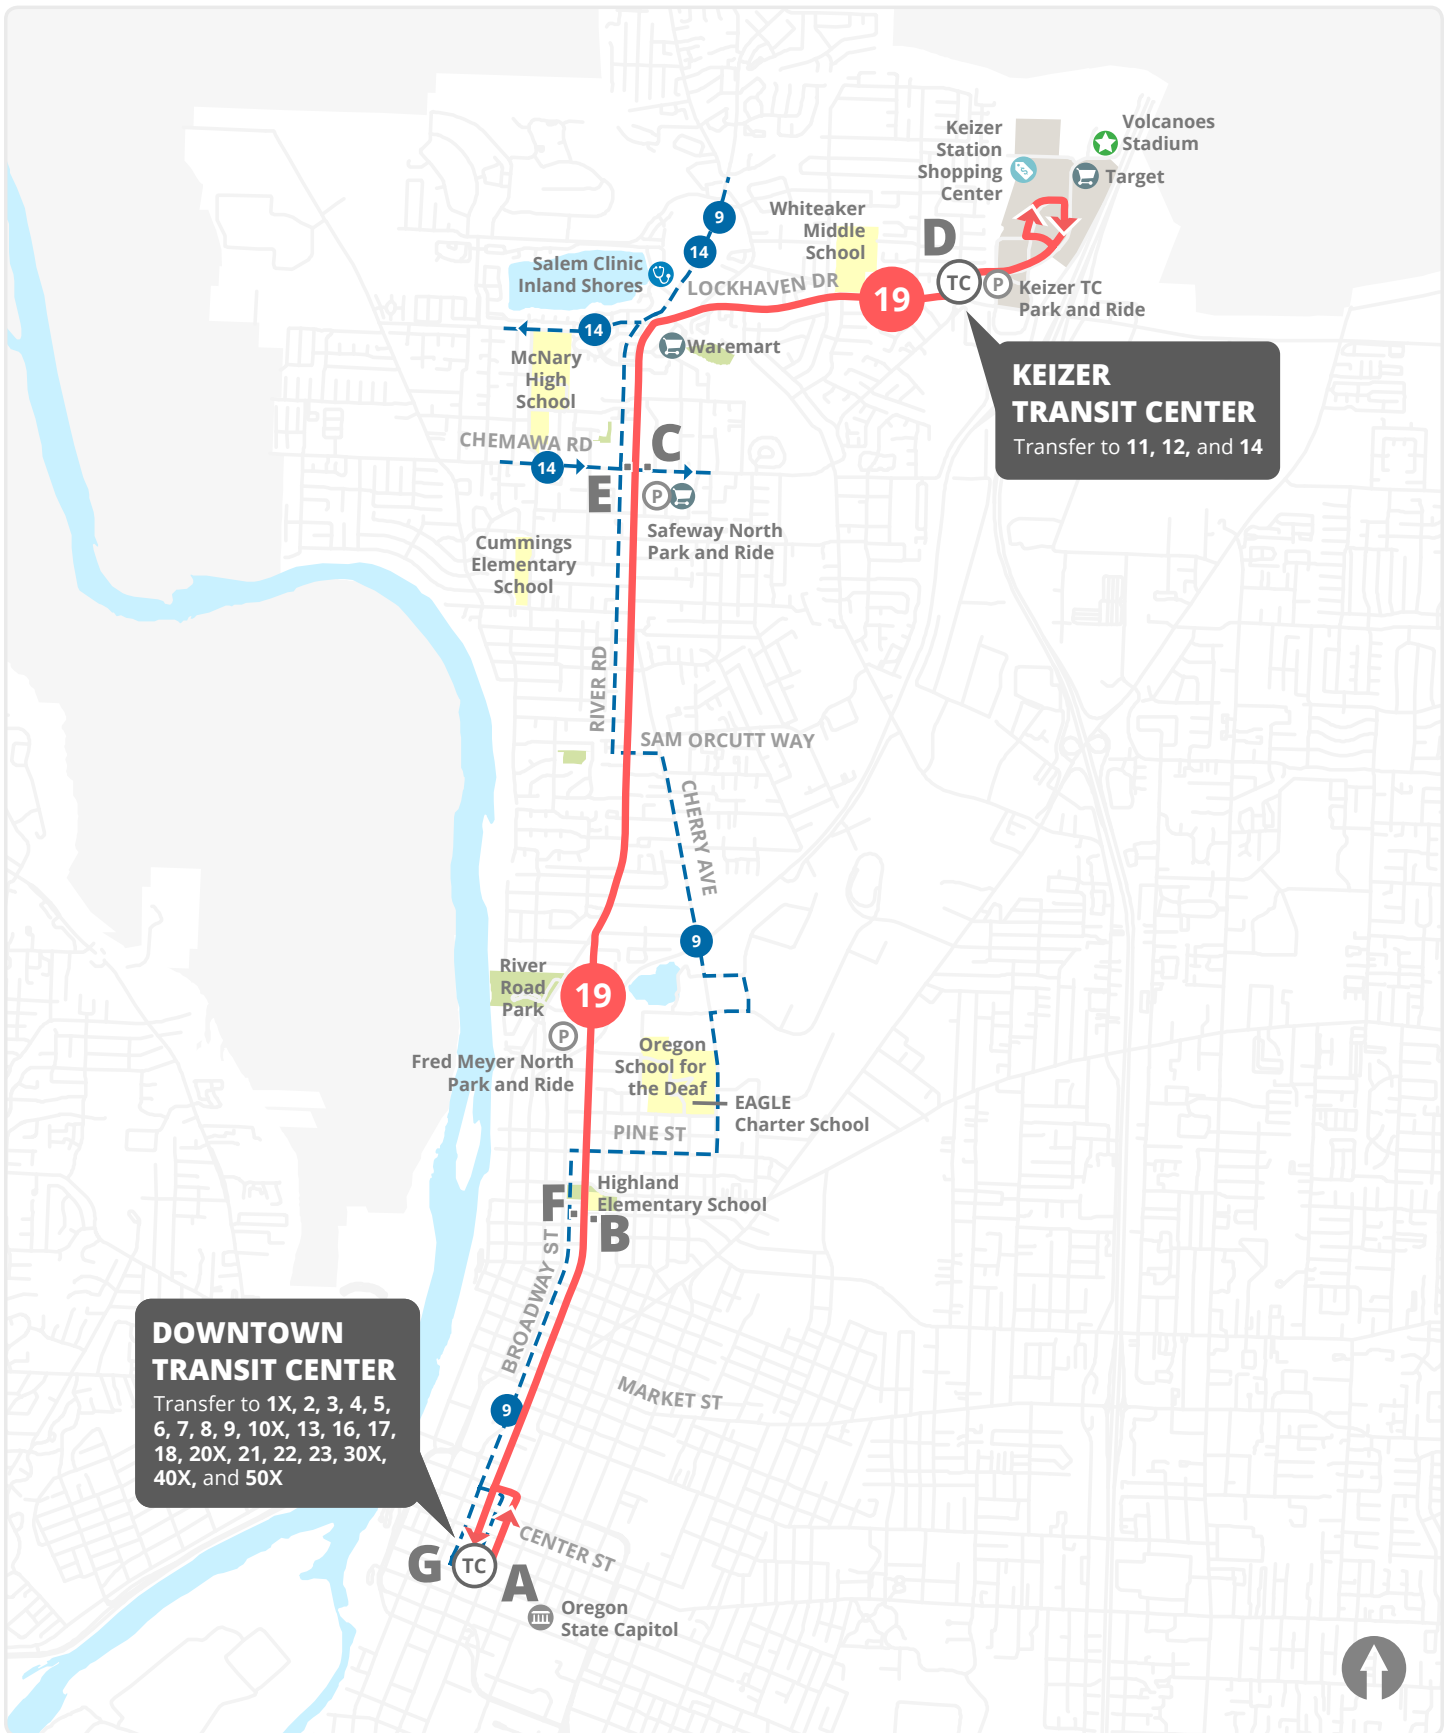 Volcanoes
Stadium
Keizer
Station
Shopping
Center
Target
9
Whiteaker
Middle
School
D
14
Salem Clinic
Inland Shores
LOCKHAVEN DR
19
TC
P
Keizer TC
Park and Ride
14
Waremart
McNary
High
School
KEIZER
TRANSIT CENTER
Transfer to 11, 12, and 14
CHEMAWA RD
C
14
E
P
Safeway North
Park and Ride
Cummings
Elementary
School
RIVER RD
SAM ORCUTT WAY
CHERRY AVE
9
River
Road
Park
19
P
Fred Meyer North
Park and Ride
Oregon
School for
the Deaf
EAGLE
Charter School
PINE ST
Highland
Elementary School
F
B
BROADWAY ST
DOWNTOWN
TRANSIT CENTER
Transfer to 1X, 2, 3, 4, 5,
6, 7, 8, 9, 10X, 13, 16, 17,
18, 20X, 21, 22, 23, 30X,
40X, and 50X
MARKET ST
9
CENTER ST
G
TC
A
Oregon
State Capitol